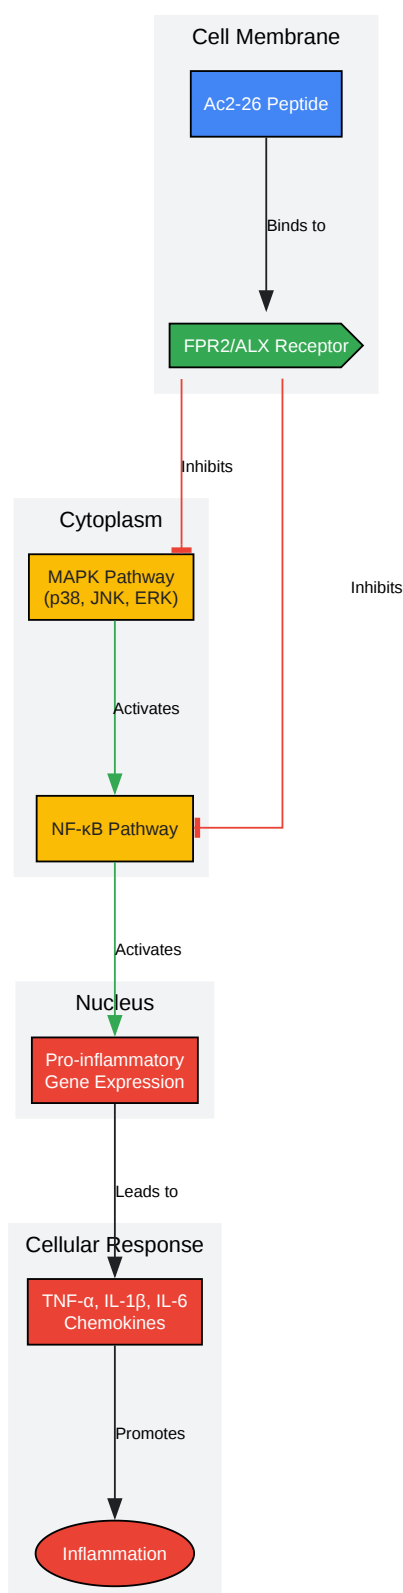 Cell Membrane
Ac2-26 Peptide
Binds to
FPR2/ALX Receptor
Inhibits
Cytoplasm
MAPK Pathway
(p38, JNK, ERK)
Inhibits
Activates
NF-κB Pathway
Activates
Nucleus
Pro-inflammatory
Gene Expression
Leads to
Cellular Response
TNF-α, IL-1β, IL-6
Chemokines
Promotes
Inflammation